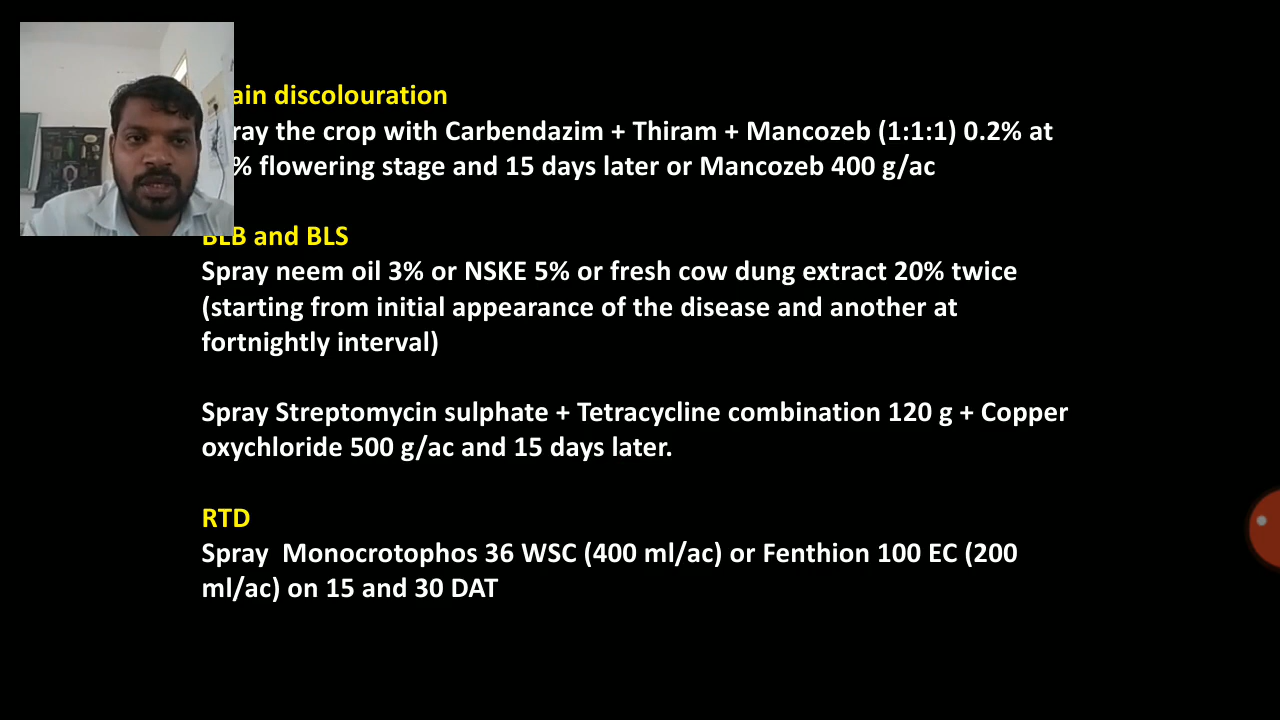 ain discolouration
ray the crop with Carbendazim + Thiram + Mancozeb (1:1:1) 0.2% at
% flowering stage and 15 days later or Mancozeb 400 g/ac
BLB and BLS
Spray neem oil 3% or NSKE 5% or fresh cow dung extract 20% twice
(starting from initial appearance of the disease and another at
fortnightly interval)
Spray Streptomycin sulphate + Tetracycline combination 120 g + Copper
oxychloride 500 g/ac and 15 days later.
RTD
Spray  Monocrotophos 36 WSC (400 ml/ac) or Fenthion 100 EC (200
ml/ac) on 15 and 30 DAT